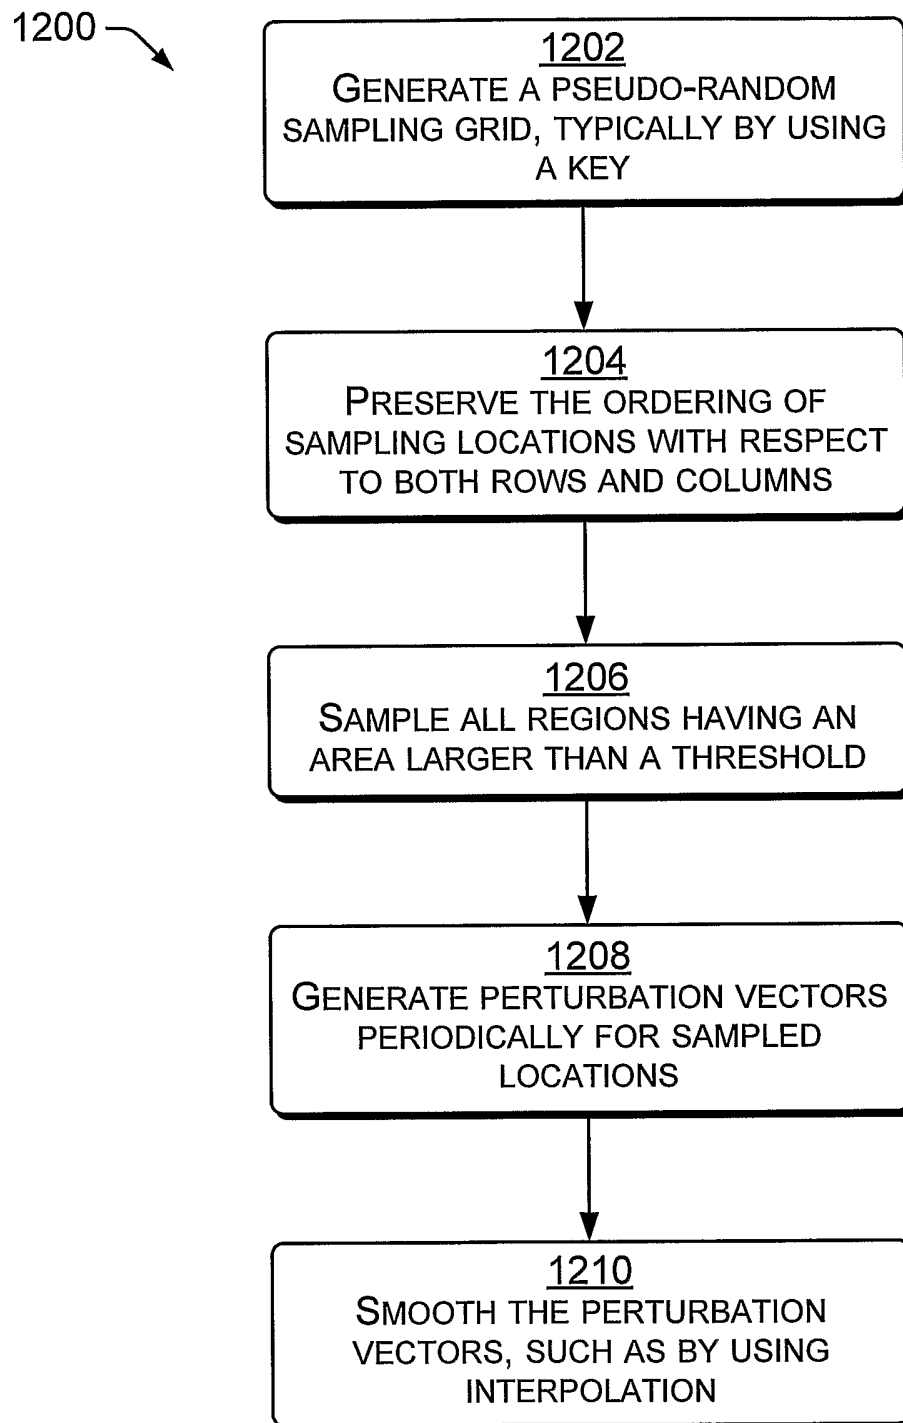 1200
1202
GENERATE A PSEUDO-RANDOM
SAMPLING GRID, TYPICALLY BY USING
A KEY
1204
PRESERVE THE ORDERING OF
SAMPLING LOCATIONS WITH RESPECT
TO BOTH ROWS AND COLUMNS
1206
SAMPLE ALL REGIONS HAVING AN
AREA LARGER THAN A THRESHOLD
1208
GENERATE PERTURBATION VECTORS
PERIODICALLY FOR SAMPLED
LOCATIONS
1210
SMOOTH THE PERTURBATION
VECTORS, SUCH AS BY USING
INTERPOLATION